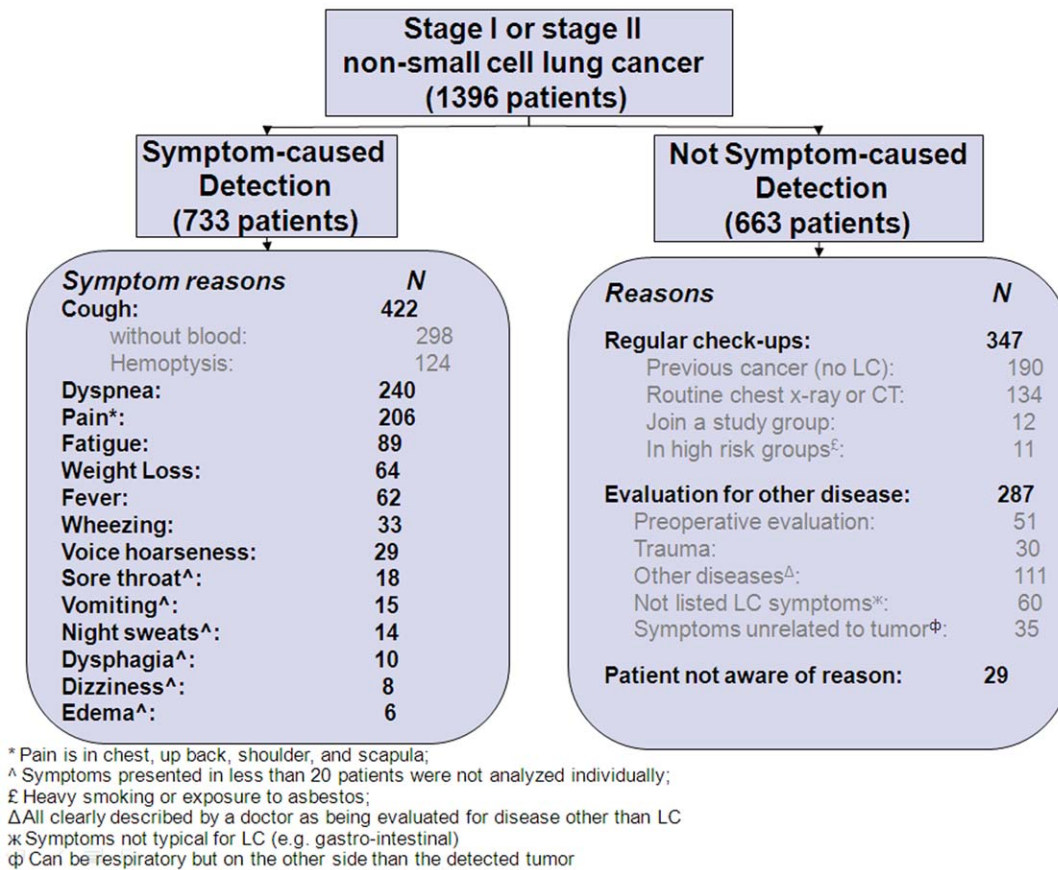 Stage I or stage II
non-small cell lung cancer
(1396 patients)
Symptom-caused
Detection
(733 patients)
Not Symptom-caused
Detection
(663 patients)
Symptom reasons N
Cough: 422
without blood: 298
Hemoptysis: 124
Dyspnea: 240
Pain*: 206
Fatigue: 89
Weight Loss: 64
Fever: 62
Wheezing: 33
Voice hoarseness: 29
Sore throat^: 18
Vomiting^: 15
Night sweats^: 14
Dysphagia^: 10
Dizziness^: 8
Edema^: 6
Reasons N
Regular check-ups: 347
Previous cancer (no LC): 190
Routine chest x-ray or CT: 134
Join a study group: 12
In high risk groups£: 11
Evaluation for other disease: 287
Preoperative evaluation: 51
Trauma: 30
Other diseasesΔ: 111
Not listed LC symptomsж: 60
Symptoms unrelated to tumorф: 35
Patient not aware of reason: 29
* Pain is in chest, up back, shoulder, and scapula;
^ Symptoms presented in less than 20 patients were not analyzed individually;
£ Heavy smoking or exposure to asbestos;
Δ All clearly described by a doctor as being evaluated for disease other than LC
ж Symptoms not typical for LC (e.g. gastro-intestinal)
ф Can be respiratory but on the other side than the detected tumor